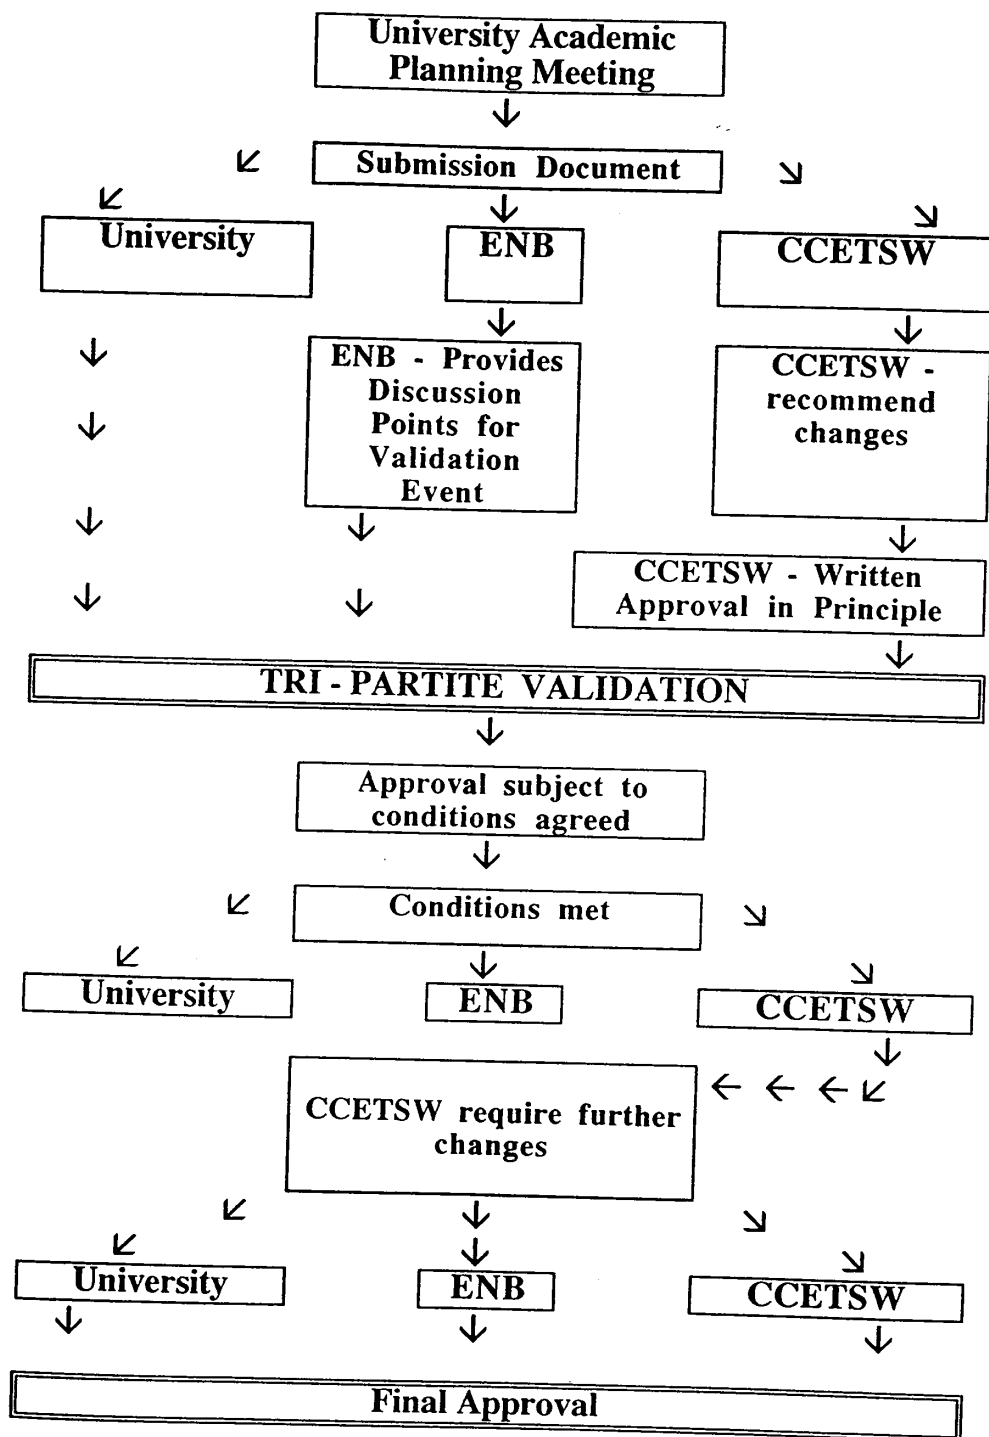 University Academic
Planning Meeting
Submission Document
University
ENB
CCETSW
ENB - Provides
Discussion
Points for
Validation
Event
CCETSW -
recommend
changes
CCETSW - Written
Approval in Principle
TRI - PARTITE VALIDATION
Approval subject to
conditions agreed
Conditions met
University
ENB
CCETSW
CCETSW require further
changes
University
ENB
CCETSW
Final Approval